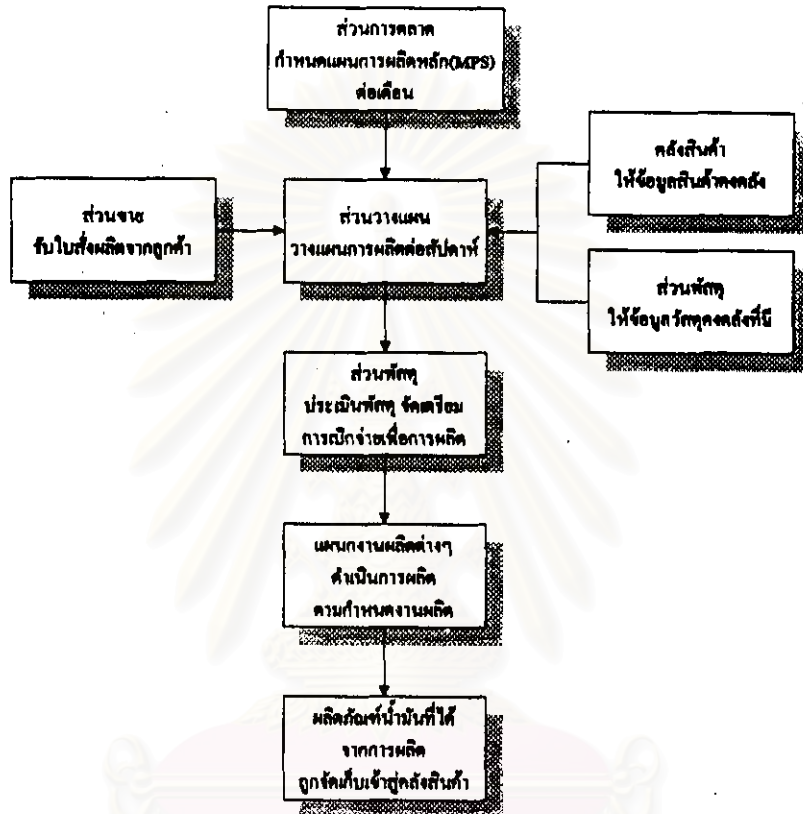 ส่วนการตลาด
กำหนดแผนการผลิตหลัก(MPS)
ต่อเดือน
คลังสินค้า
ให้ข้อมูลสินค้าคงคลัง
ส่วนขาย
รับใบสั่งผลิตจากลูกค้า
ส่วนวางแผน
วางแผนการผลิตต่อสัปดาห์
ส่วนพัสดุ
ให้ข้อมูลวัสดุคงคลังที่มี
ส่วนพัสดุ
ประเมินพัสดุ จัดเตรียม
การเบิกจ่ายเพื่อการผลิต
แผนกงานผลิตต่างๆ
ดำเนินการผลิต
ตามกำหนดงานผลิต
ผลิตภัณฑ์น้ำมันที่ได้
จากการผลิต
ถูกจัดเก็บเข้าสู่คลังสินค้า